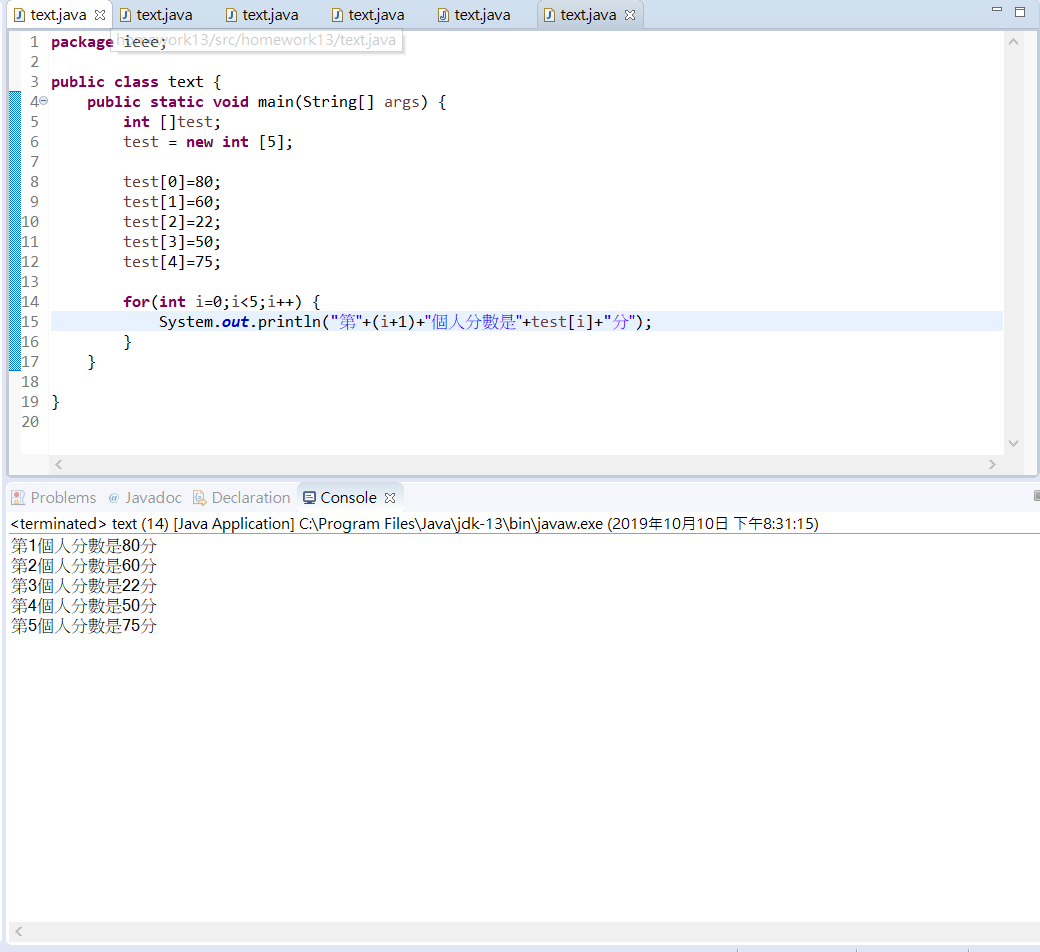 text.java text.java text.java text.java text.java text.java
homework13/src/homework13/text.java
1 package ieee;
2
3 public class text {
4 public static void main(String[] args) {
5 int []test;
6 test = new int [5];
7
8 test[0]=80;
9 test[1]=60;
10 test[2]=22;
11 test[3]=50;
12 test[4]=75;
13
14 for(int i=0;i<5;i++) {
15 System.out.println("第"+(i+1)+"個人分數是"+test[i]+"分");
16 }
17 }
18
19 }
20
Problems @ Javadoc Declaration Console
<terminated> text (14) [Java Application] C:\Program Files\Java\jdk-13\bin\javaw.exe (2019年10月10日 下午8:31:15)
第1個人分數是80分
第2個人分數是60分
第3個人分數是22分
第4個人分數是50分
第5個人分數是75分